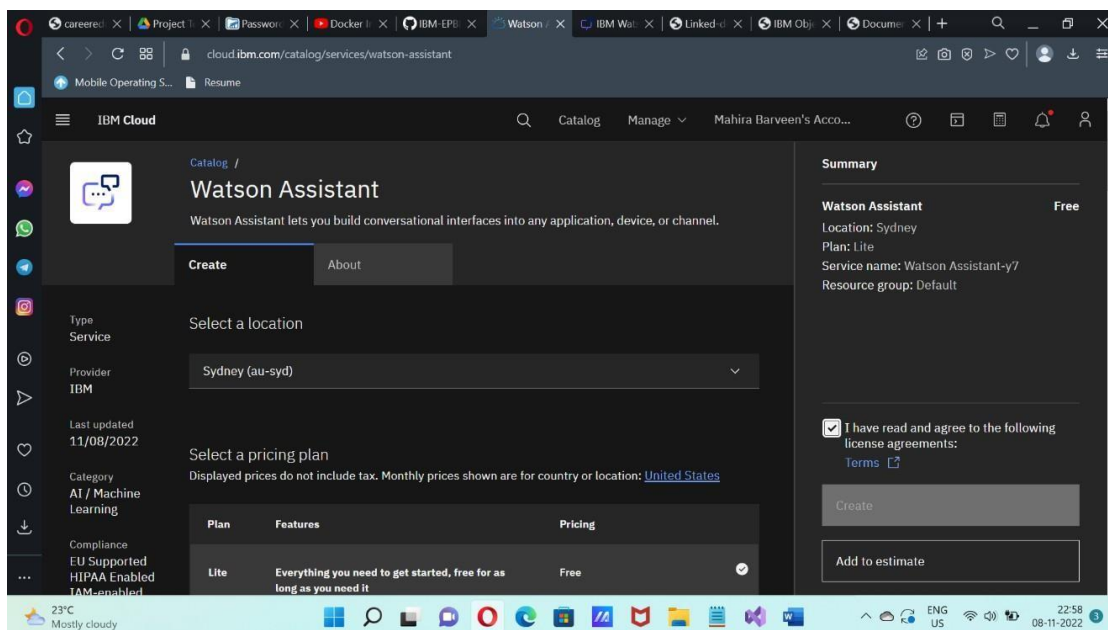 careered
Project T
Passwor
Docker I
IBM-EPB
Watson A
IBM Wat
Linked-d
IBM Obj
Documer
cloud.ibm.com/catalog/services/watson-assistant
Mobile Operating S...
Resume
IBM Cloud
Catalog
Manage
Mahira Barveen's Acco...
Catalog /
Watson Assistant
Watson Assistant lets you build conversational interfaces into any application, device, or channel.
Create
About
Type
Service
Provider
IBM
Last updated
11/08/2022
Category
AI / Machine
Learning
Compliance
EU Supported
HIPAA Enabled
IAM-enabled
Select a location
Sydney (au-syd)
Select a pricing plan
Displayed prices do not include tax. Monthly prices shown are for country or location: United States
Plan Features Pricing
Lite Everything you need to get started, free for as Free
long as you need it
Summary
Watson Assistant Free
Location: Sydney
Plan: Lite
Service name: Watson Assistant-y7
Resource group: Default
I have read and agree to the following
license agreements:
Terms
Create
Add to estimate
23°C
Mostly cloudy
ENG
US
22:58
08-11-2022
3